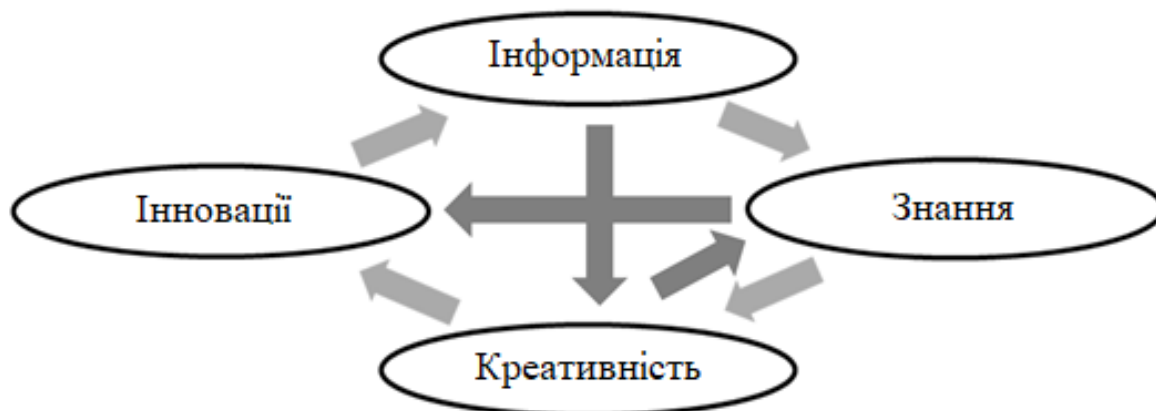 Інформація
Інновації
Знання
Креативність